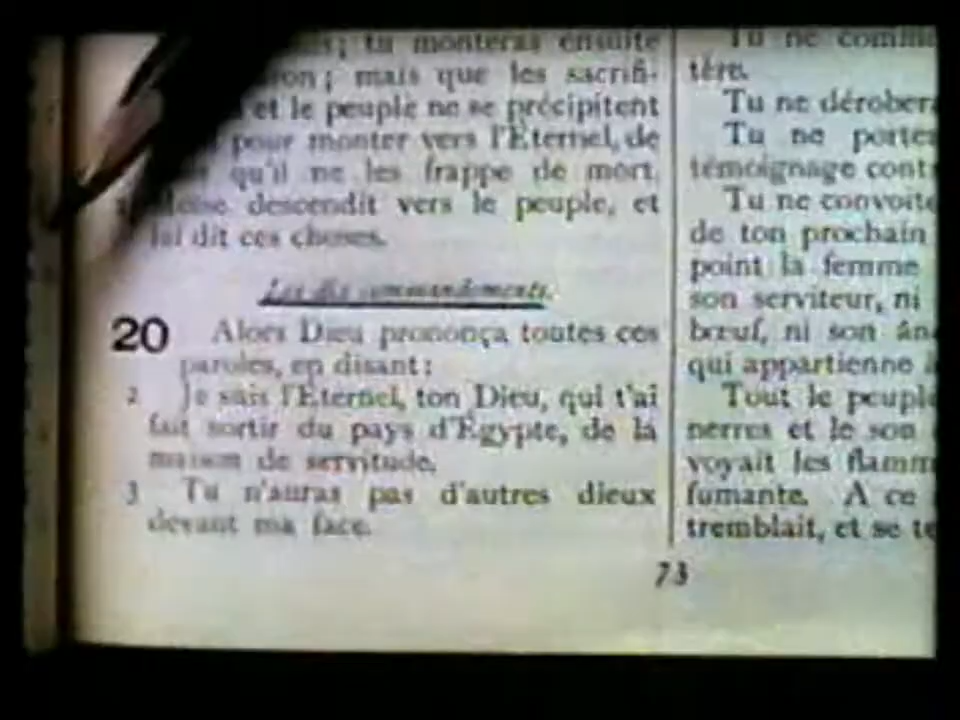 tu monteras ensuite
mais que les sacrifi-
et le peuple ne se précipitent
pour monter vers l'Éternel, de
qu'il ne les frappe de mort.
descendit vers le peuple, et
lui dit ces choses.
Les dix commandements.
20 Alors Dieu prononça toutes ces
paroles, en disant :
2 Je suis l'Éternel, ton Dieu, qui t'ai
fait sortir du pays d'Égypte, de la
maison de servitude.
3 Tu n'auras pas d'autres dieux
devant ma face.
Tu ne comm
tère.
Tu ne dérober
Tu ne porte
témoignage cont
Tu ne convoite
de ton prochain
point la femme
son serviteur, ni
bœuf, ni son ân
qui appartienne
Tout le peupl
nerres et le son
voyait les flamm
fumante. A ce
tremblait, et se te
73